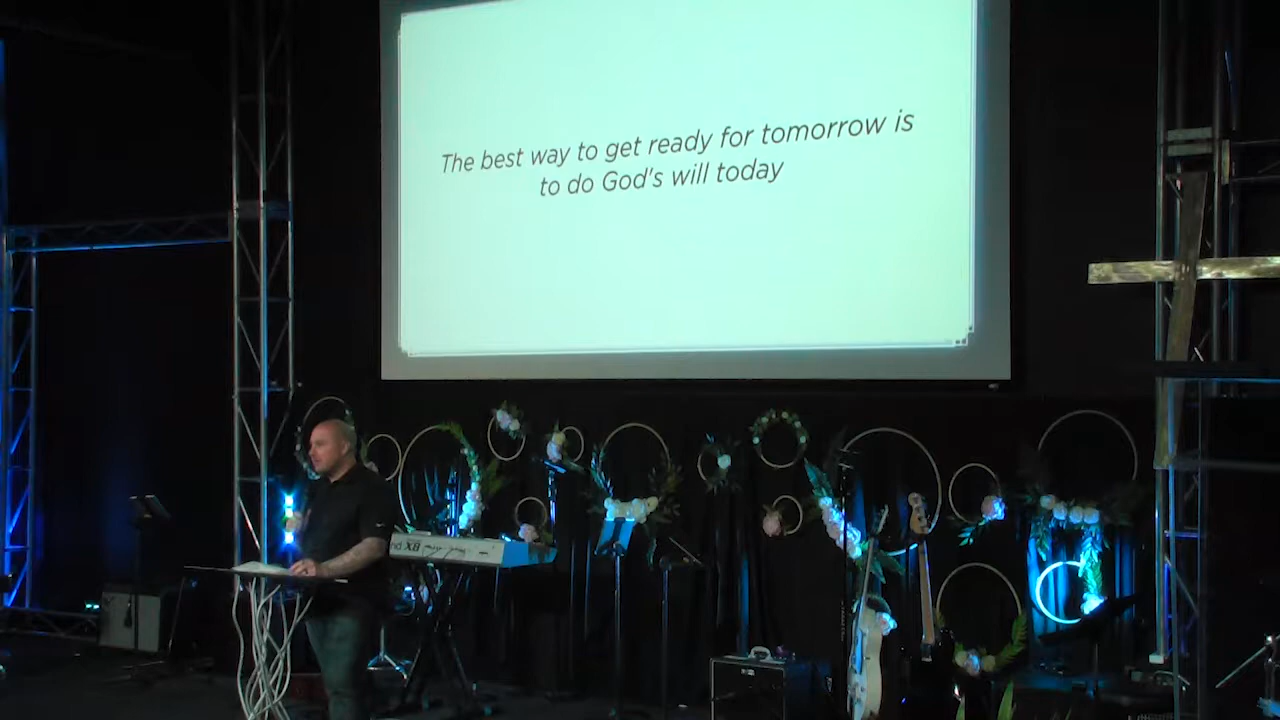 The best way to get ready for tomorrow is
to do God's will today